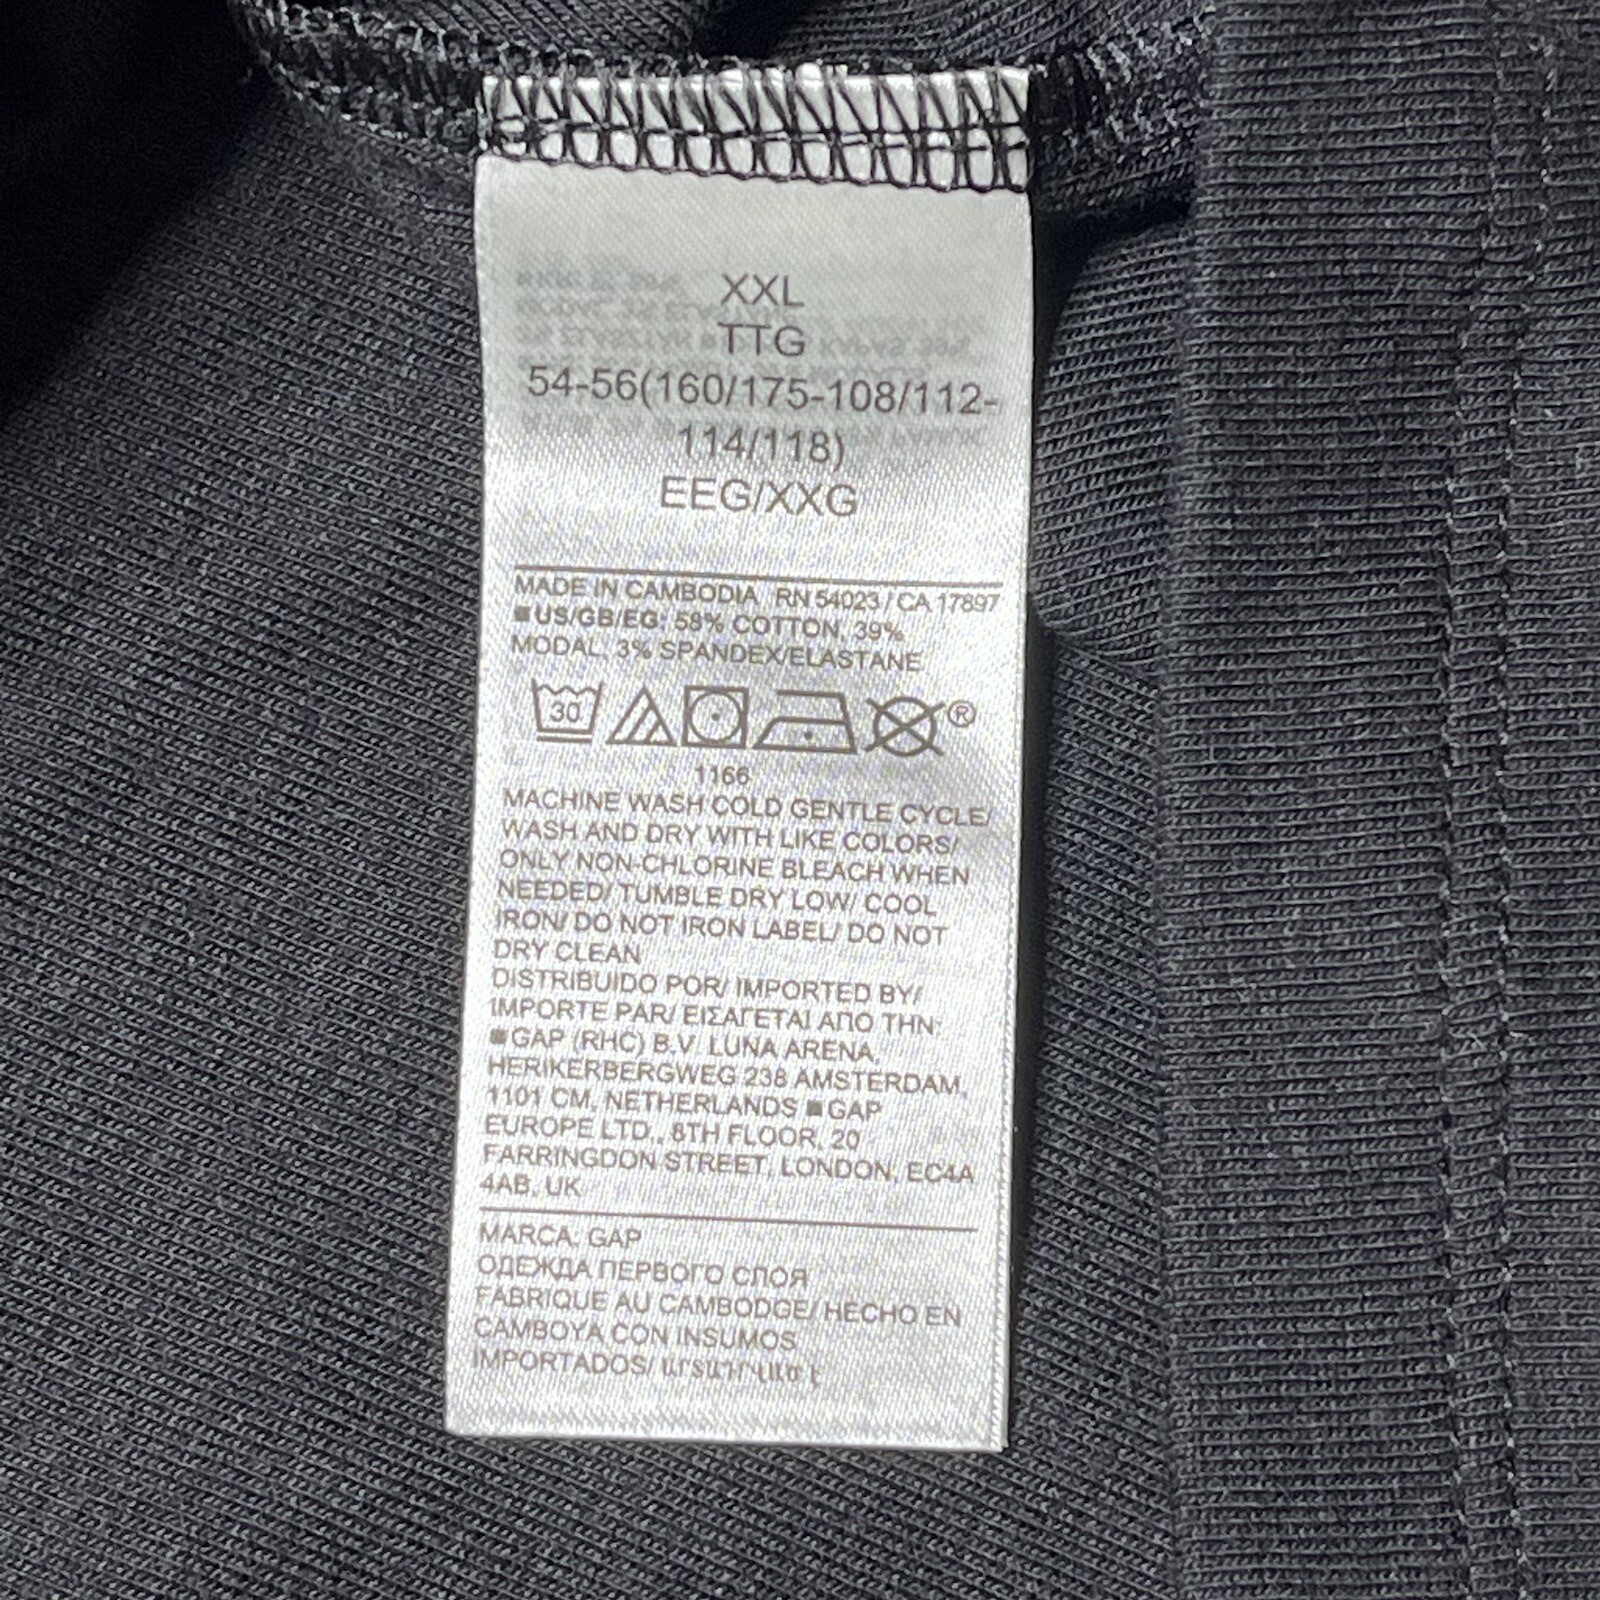 XXL
TTG
54-56(160/175-108/112-
114/118)
EEG/XXG
MADE IN CAMBODIA RN 54023 / CA 17897
■US/GB/EG: 58% COTTON, 39%
MODAL, 3% SPANDEX/ELASTANE
30 ®
1166
MACHINE WASH COLD GENTLE CYCLE/
WASH AND DRY WITH LIKE COLORS/
ONLY NON-CHLORINE BLEACH WHEN
NEEDED/ TUMBLE DRY LOW/ COOL
IRON/ DO NOT IRON LABEL/ DO NOT
DRY CLEAN
DISTRIBUIDO POR/ IMPORTED BY/
IMPORTE PAR/ ΕΙΣΑΓΕΤΑΙ ΑΠΟ ΤΗΝ:
■GAP (RHC) B.V. LUNA ARENA,
HERIKERBERGWEG 238 AMSTERDAM,
1101 CM, NETHERLANDS ■GAP
EUROPE LTD., 8TH FLOOR, 20
FARRINGDON STREET, LONDON, EC4A
4AB, UK
MARCA: GAP
ОДЕЖДА ПЕРВОГО СЛОЯ
FABRIQUE AU CAMBODGE/ HECHO EN
CAMBOYA CON INSUMOS
IMPORTADOS/ արտադրված է